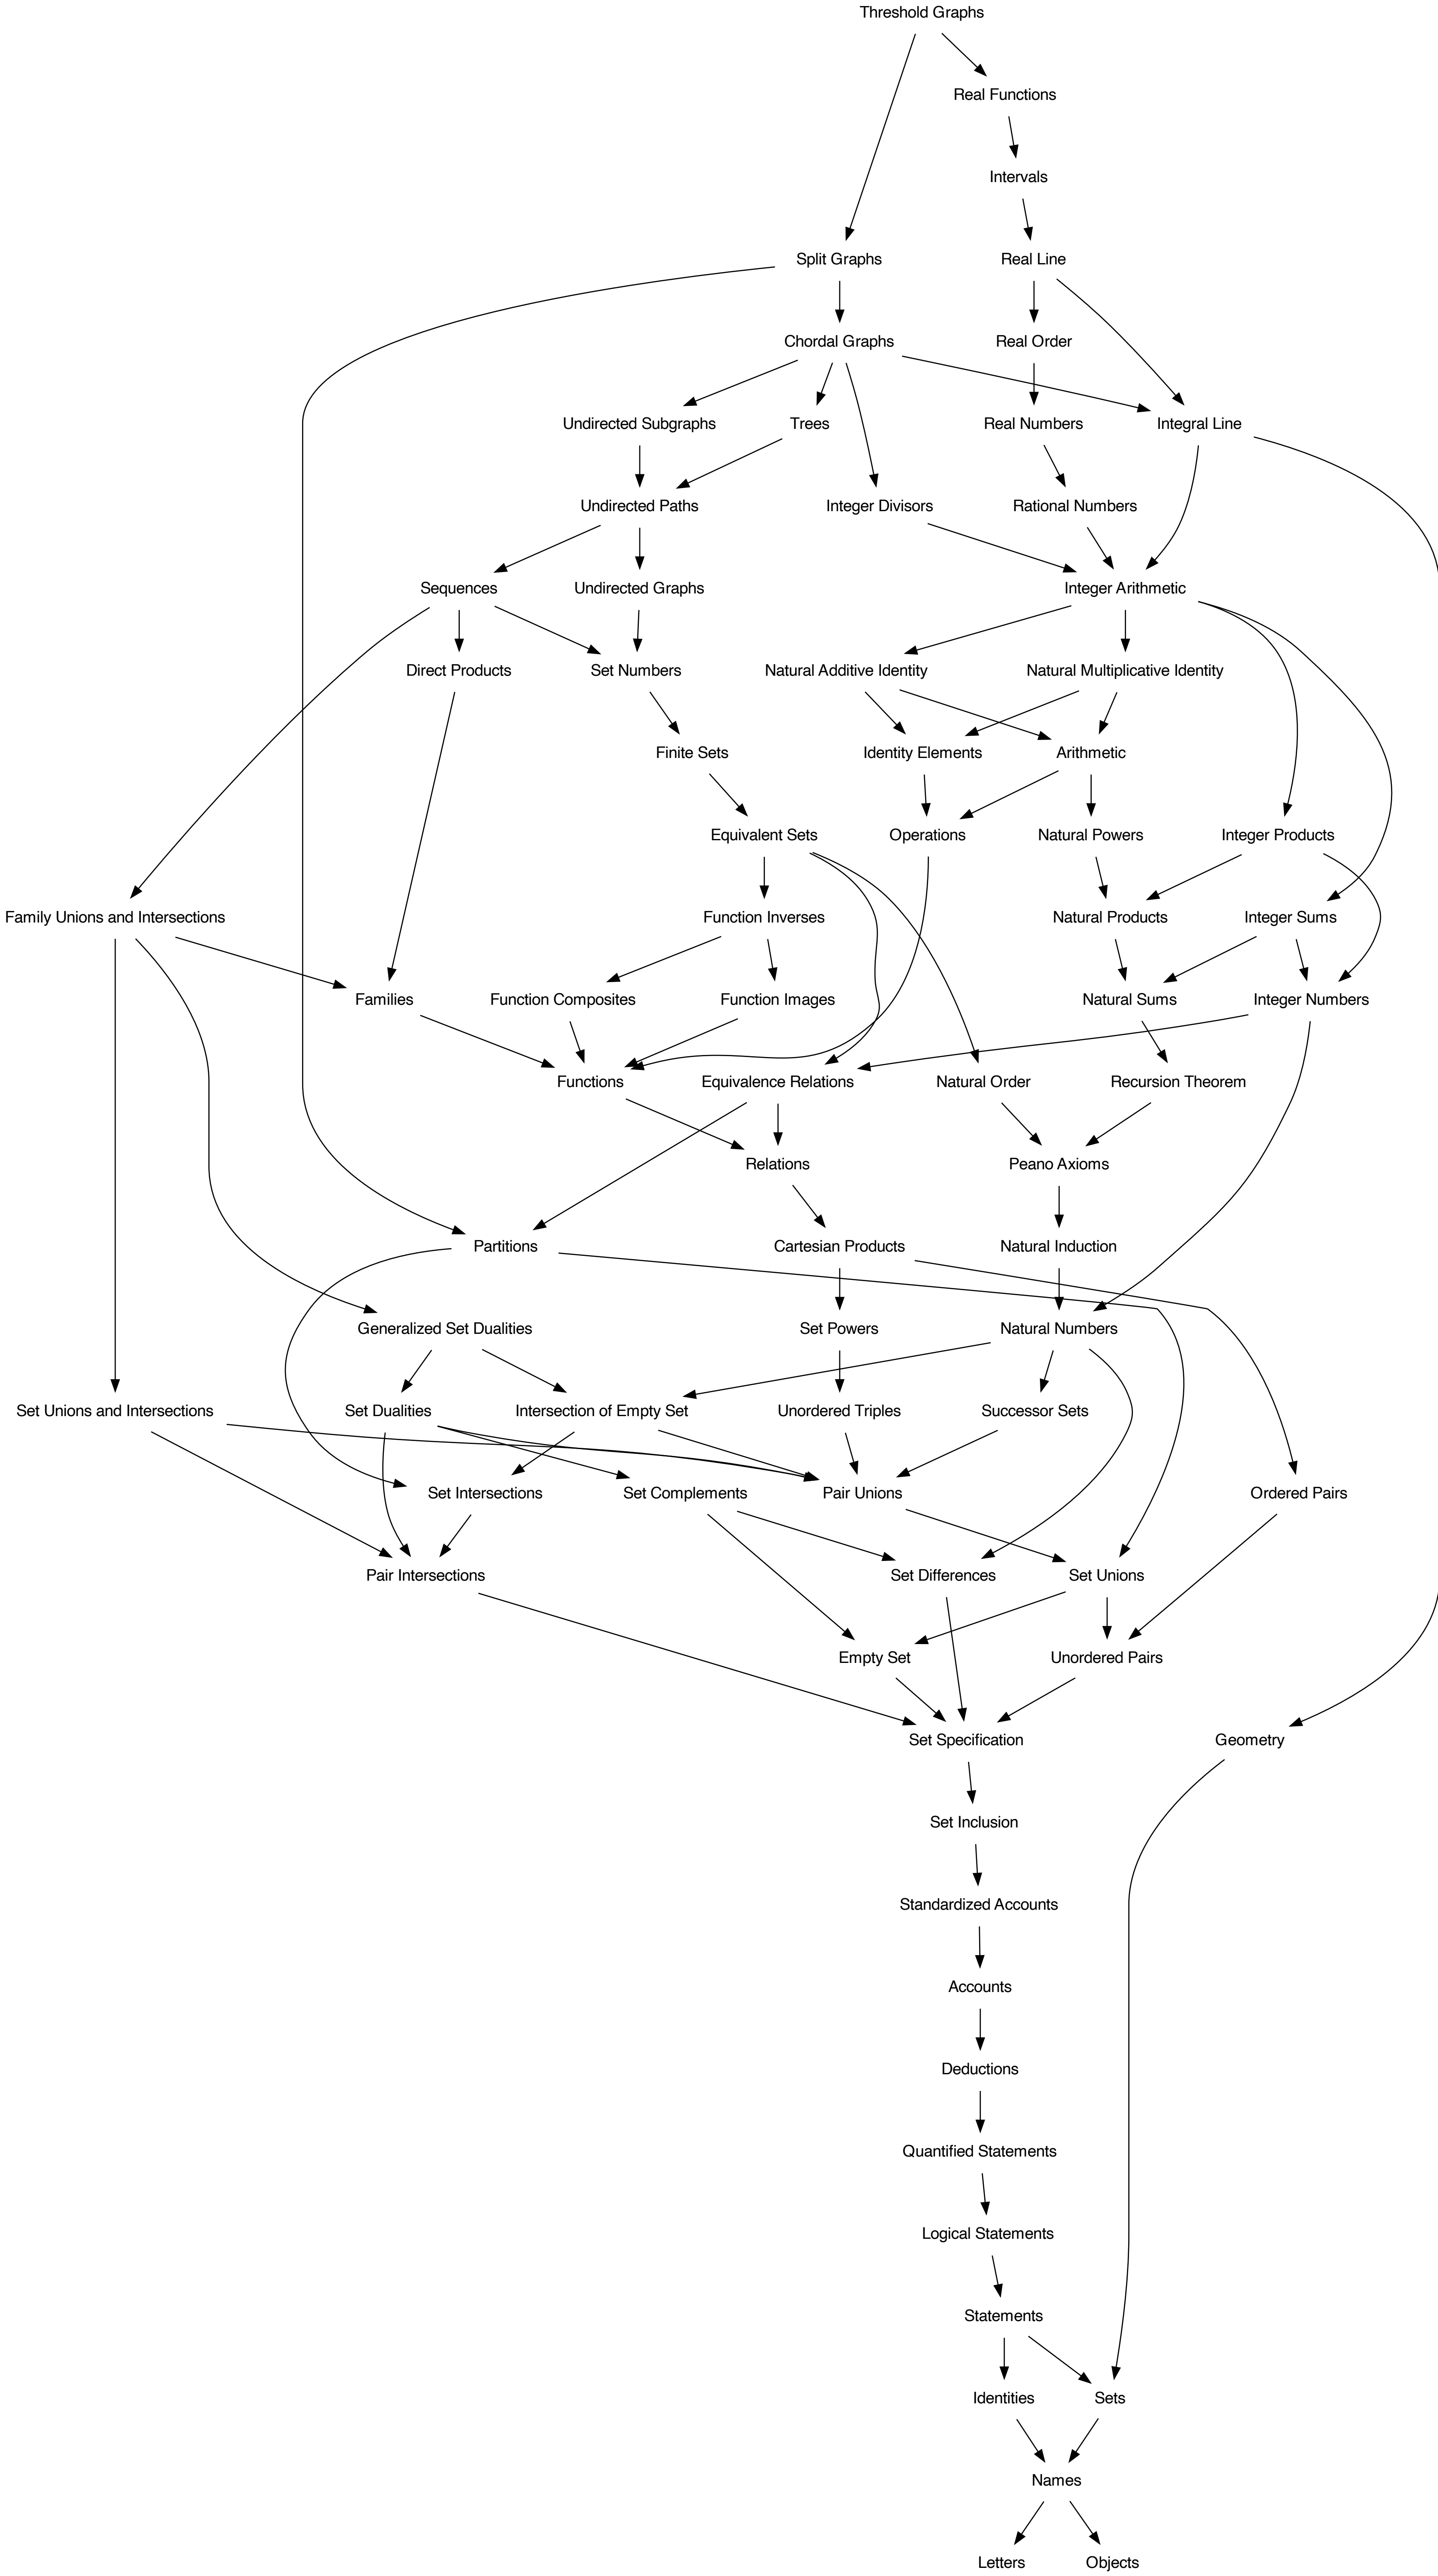 Threshold Graphs
Real Functions
Intervals
Split Graphs
Real Line
Chordal Graphs
Real Order
Undirected Subgraphs
Trees
Real Numbers
Integral Line
Undirected Paths
Integer Divisors
Rational Numbers
Sequences
Undirected Graphs
Integer Arithmetic
Direct Products
Set Numbers
Natural Additive Identity
Natural Multiplicative Identity
Finite Sets
Identity Elements
Arithmetic
Equivalent Sets
Operations
Natural Powers
Integer Products
Family Unions and Intersections
Function Inverses
Natural Products
Integer Sums
Families
Function Composites
Function Images
Natural Sums
Integer Numbers
Functions
Equivalence Relations
Natural Order
Recursion Theorem
Relations
Peano Axioms
Partitions
Cartesian Products
Natural Induction
Generalized Set Dualities
Set Powers
Natural Numbers
Set Unions and Intersections
Set Dualities
Intersection of Empty Set
Unordered Triples
Successor Sets
Set Intersections
Set Complements
Pair Unions
Ordered Pairs
Pair Intersections
Set Differences
Set Unions
Empty Set
Unordered Pairs
Set Specification
Geometry
Set Inclusion
Standardized Accounts
Accounts
Deductions
Quantified Statements
Logical Statements
Statements
Identities
Sets
Names
Letters
Objects